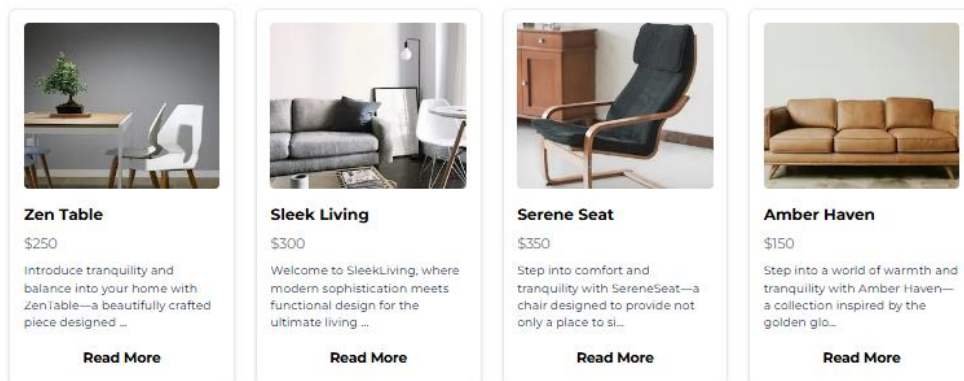 Zen Table
$250
Introduce tranquility and
balance into your home with
ZenTable—a beautifully crafted
piece designed ...
Read More
Sleek Living
$300
Welcome to SleekLiving, where
modern sophistication meets
functional design for the
ultimate living ...
Read More
Serene Seat
$350
Step into comfort and
tranquility with SereneSeat—a
chair designed to provide not
only a place to si...
Read More
Amber Haven
$150
Step into a world of warmth and
tranquility with Amber Haven—
a collection inspired by the
golden glo...
Read More